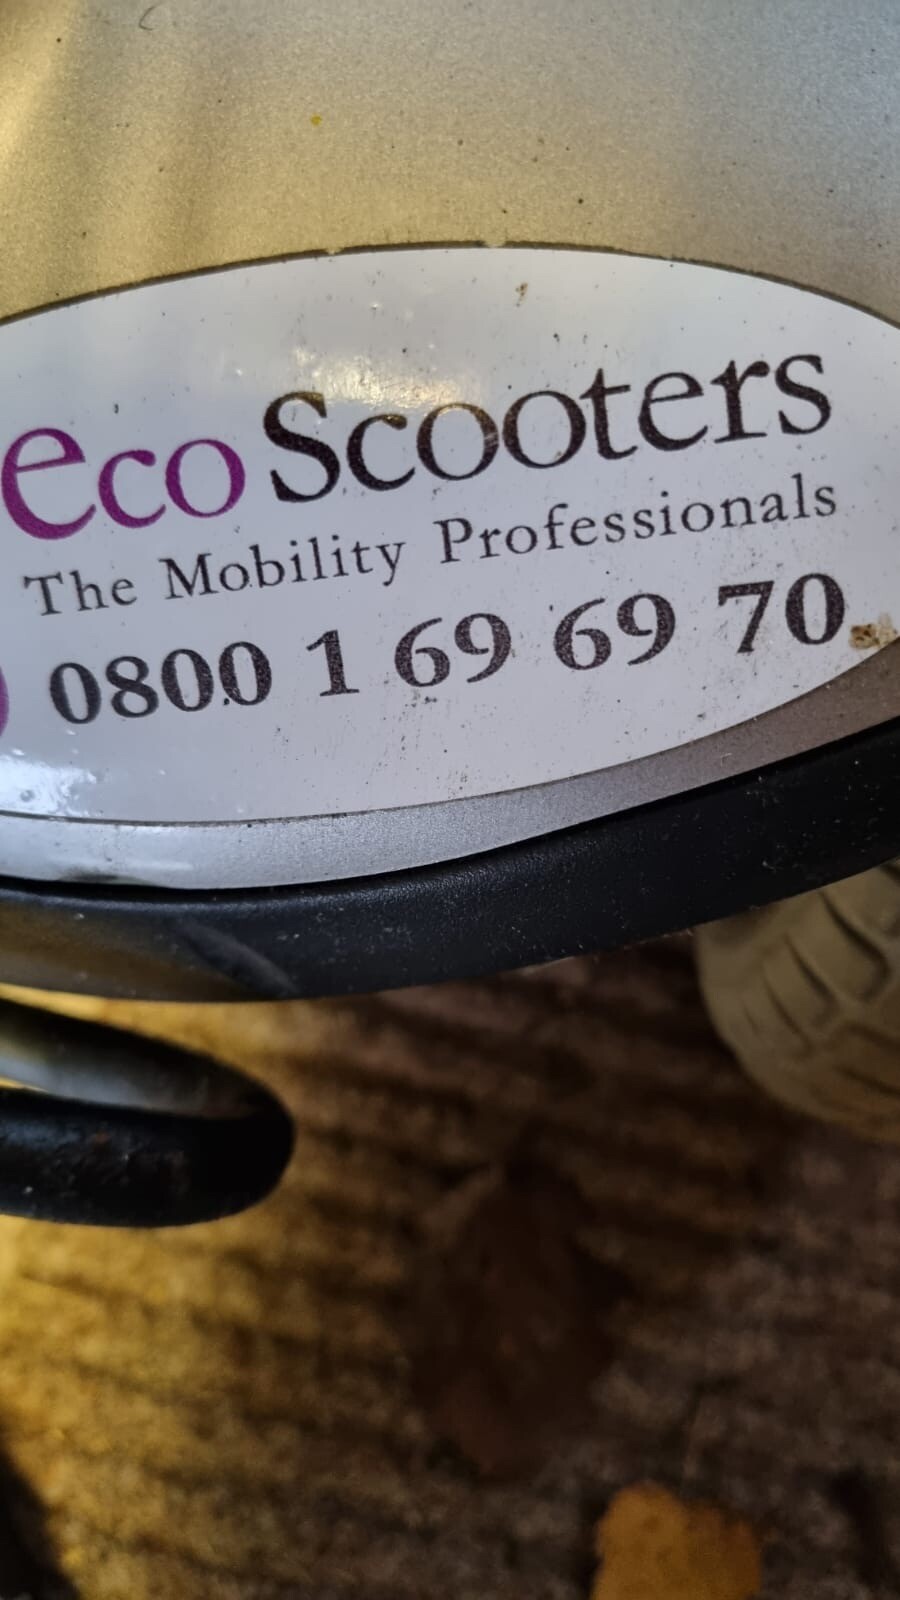 eco Scooters
The Mobility Professionals
0800 1 69 69 70